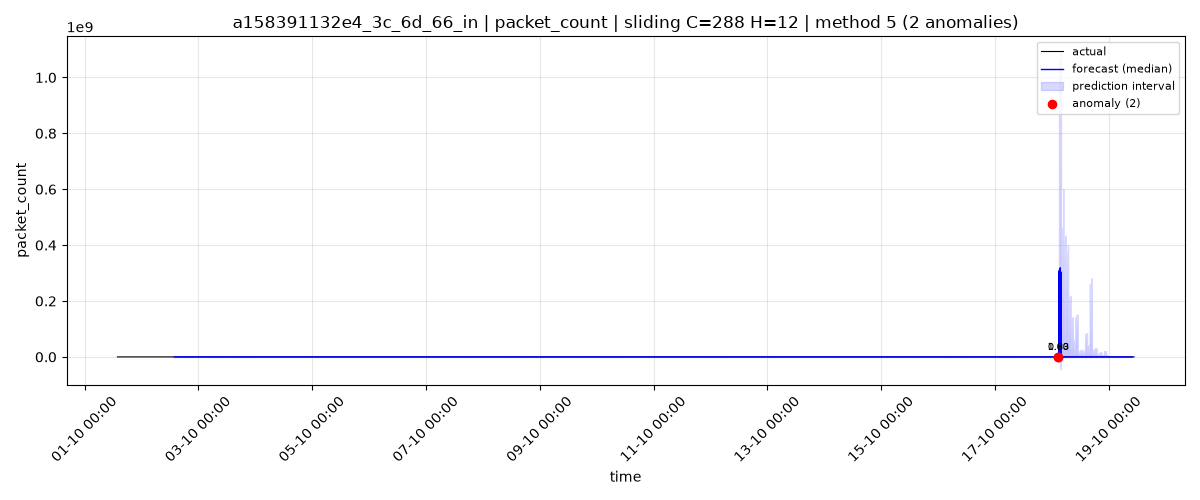 a158391132e4_3c_6d_66_in | packet_count | sliding C=288 H=12 | method 5 (2 anomalies)
1e9
actual
forecast (median)
prediction interval
anomaly (2)
1.0
0.8
0.6
0.4
0.2
0.0
packet_count
01-10 00:00
03-10 00:00
05-10 00:00
07-10 00:00
09-10 00:00
11-10 00:00
13-10 00:00
15-10 00:00
17-10 00:00
19-10 00:00
time